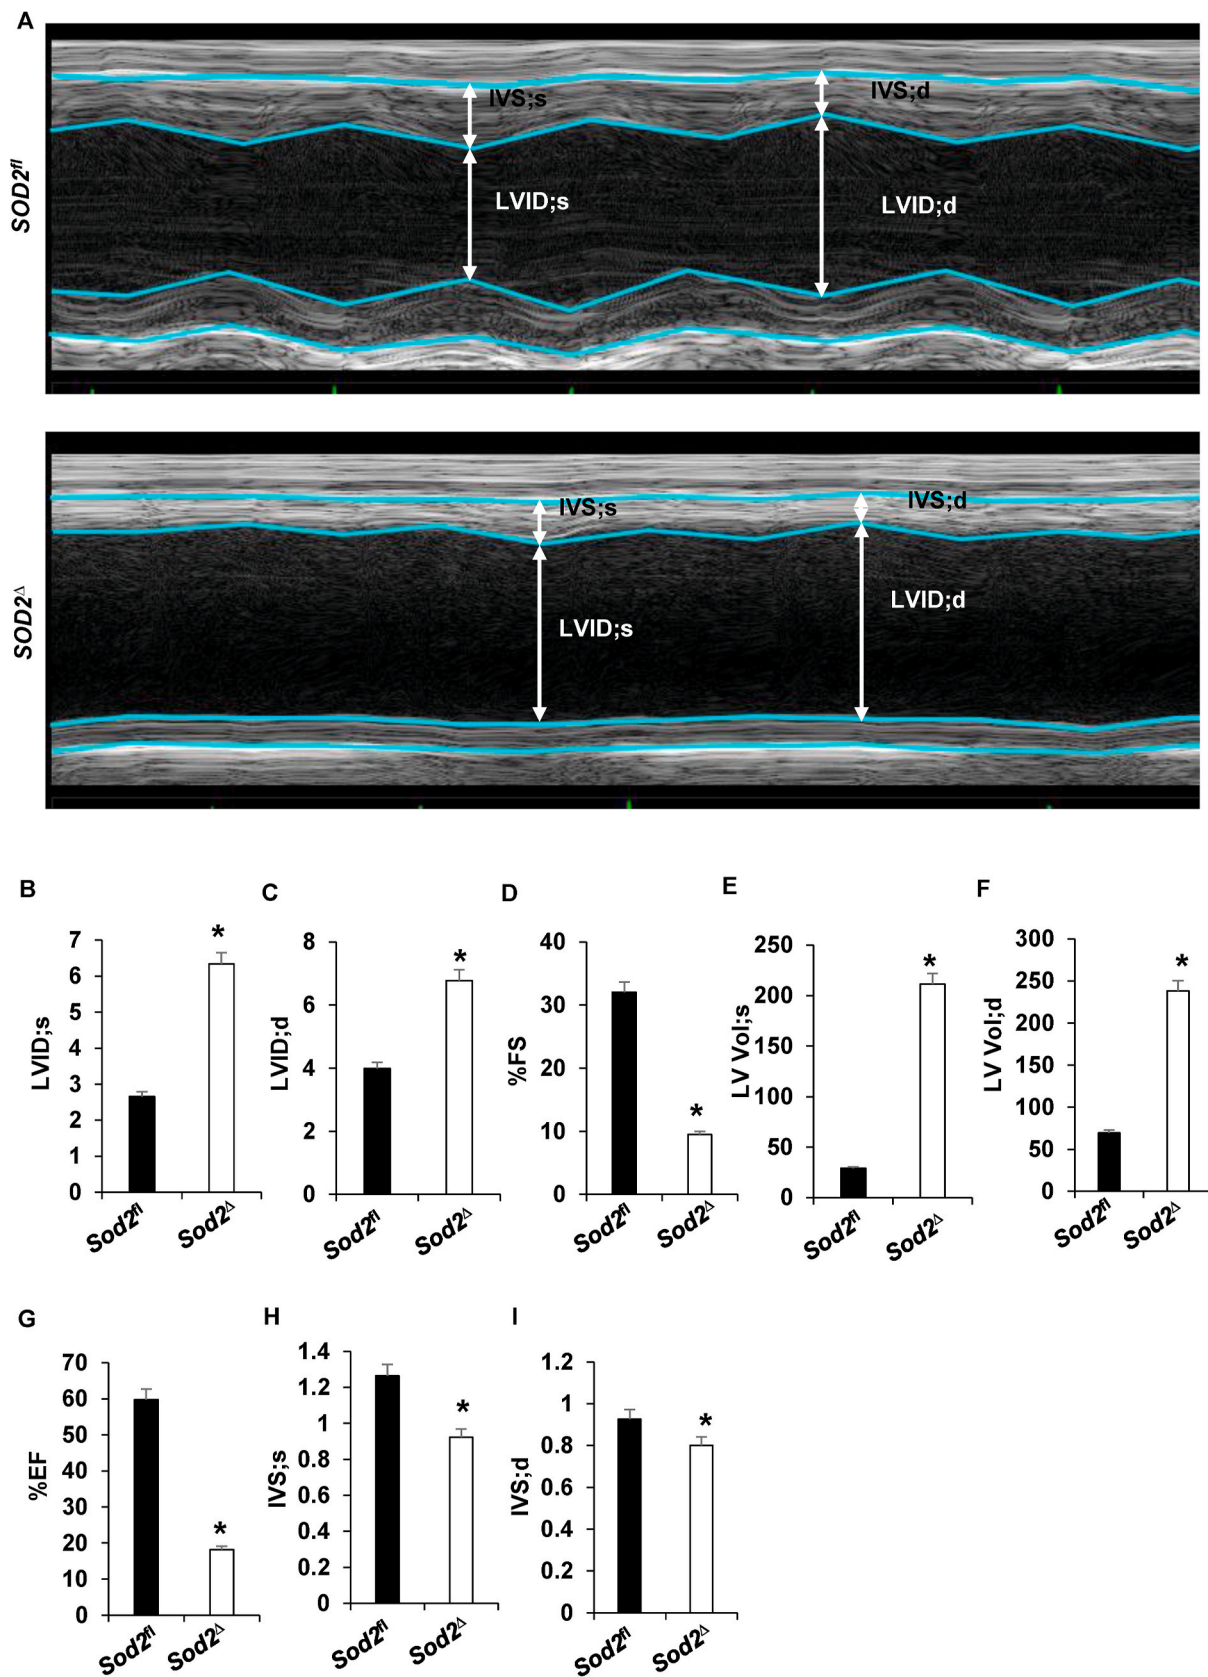 A
IVS;s
IVS;d
SOD2fl
LVID;s
LVID;d
IVS;s
IVS;d
SOD2Δ
LVID;s
LVID;d
B
C
D
E
F
7
6
5
4
3
2
1
0
LVID;s
Sod2fl
Sod2Δ
*
8
6
4
2
0
LVID;d
Sod2fl
Sod2Δ
*
40
30
20
10
0
%FS
Sod2fl
Sod2Δ
*
250
200
150
100
50
0
LV Vol;s
Sod2fl
Sod2Δ
*
300
250
200
150
100
50
0
LV Vol;d
Sod2fl
Sod2Δ
*
G
H
I
70
60
50
40
30
20
10
0
%EF
Sod2fl
Sod2Δ
*
1.4
1.2
1
0.8
0.6
0.4
0.2
0
IVS;s
Sod2fl
Sod2Δ
*
1.2
1
0.8
0.6
0.4
0.2
0
IVS;d
Sod2fl
Sod2Δ
*